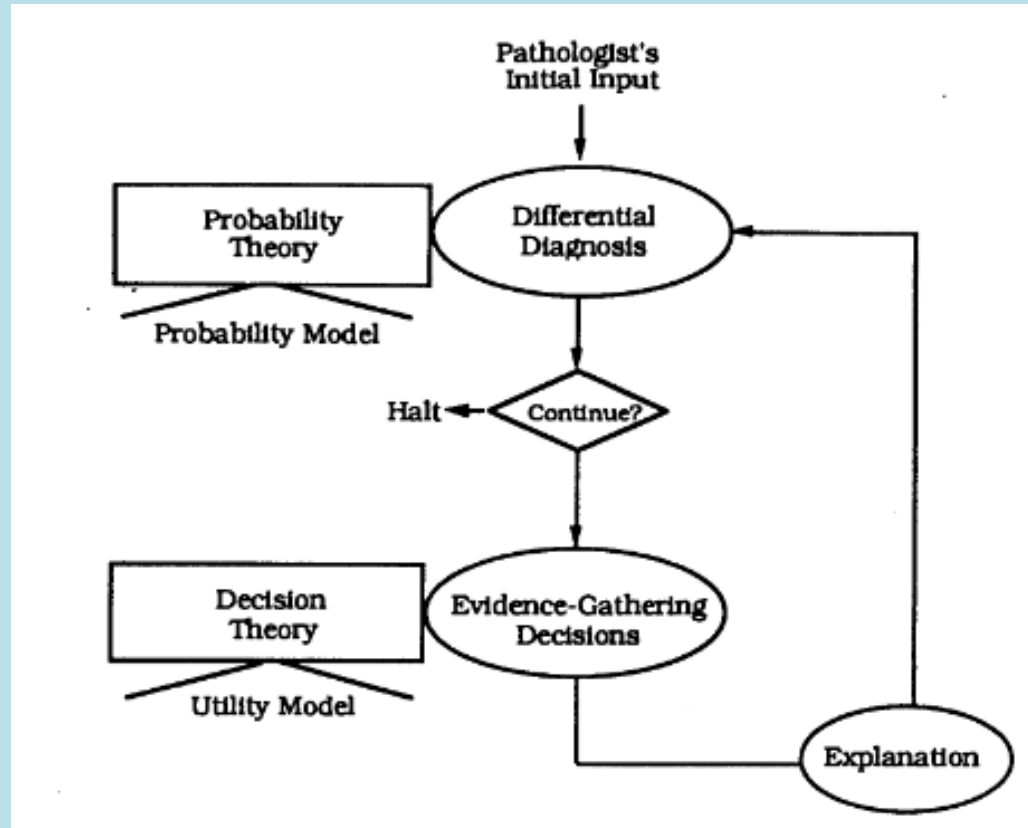 Pathologist's
Initial Input
Probability
Theory
Differential
Diagnosis
Probability Model
Halt
Continue?
Decision
Theory
Evidence-Gathering
Decisions
Utility Model
Explanation